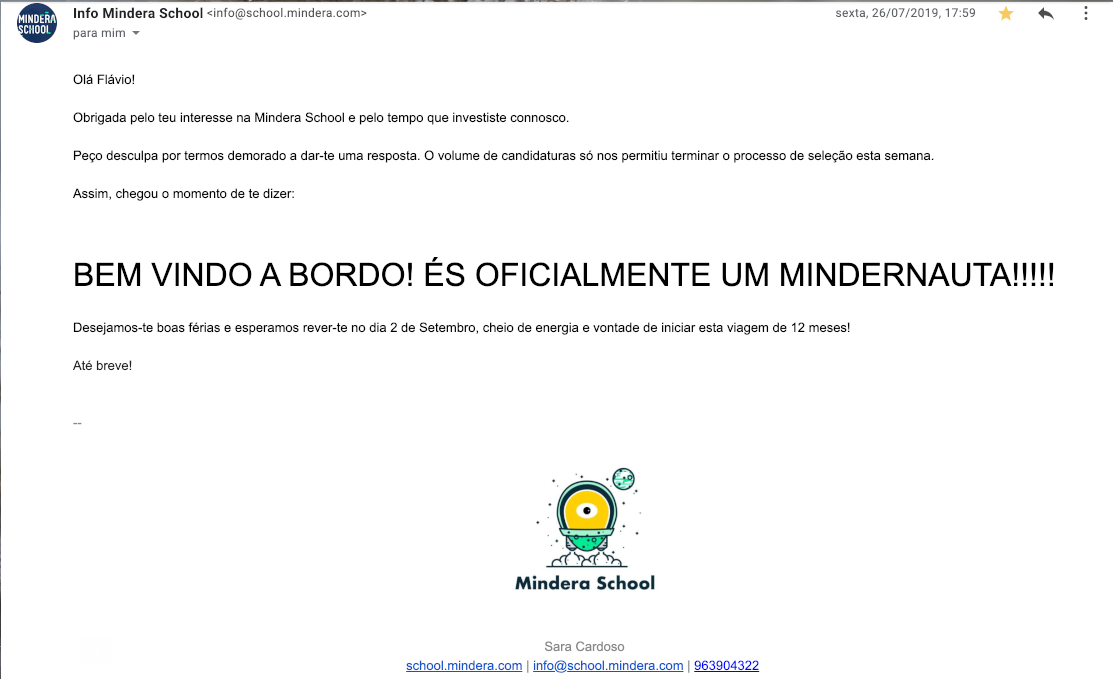 MINDERA
SCHOOL
Info Mindera School <info@school.mindera.com>
sexta, 26/07/2019, 17:59
para mim
Olá Flávio!
Obrigada pelo teu interesse na Mindera School e pelo tempo que investiste connosco.
Peço desculpa por termos demorado a dar-te uma resposta. O volume de candidaturas só nos permitiu terminar o processo de seleção esta semana.
Assim, chegou o momento de te dizer:
BEM VINDO A BORDO! ÉS OFICIALMENTE UM MINDERNAUTA!!!!!
Desejamos-te boas férias e esperamos rever-te no dia 2 de Setembro, cheio de energia e vontade de iniciar esta viagem de 12 meses!
Até breve!
--
Mindera School
Sara Cardoso
school.mindera.com | info@school.mindera.com | 963904322